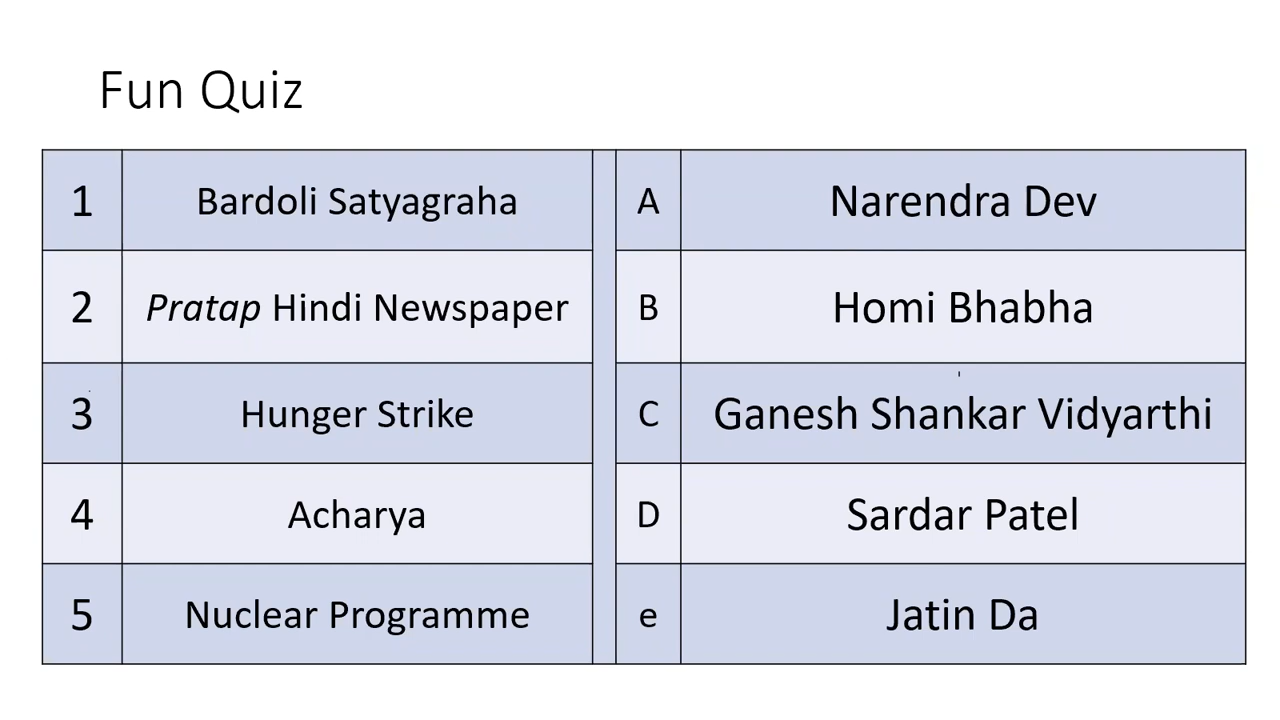 Fun Quiz
1 Bardoli Satyagraha A Narendra Dev
2 Pratap Hindi Newspaper B Homi Bhabha
3 Hunger Strike C Ganesh Shankar Vidyarthi
4 Acharya D Sardar Patel
5 Nuclear Programme e Jatin Da